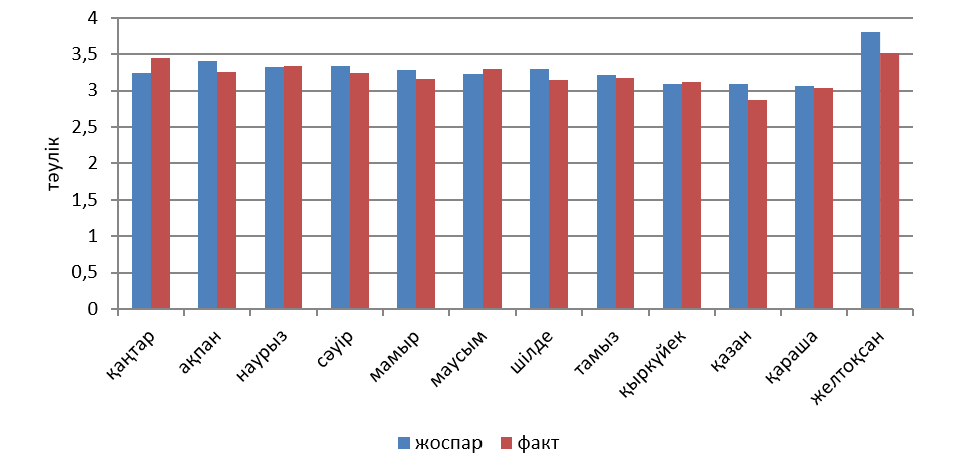 4
3,5
3
2,5
2
1,5
1
0,5
0
тәулік
қаңтар
ақпан
наурыз
сәуір
мамыр
маусым
шілде
тамыз
қыркүйек
қазан
қараша
желтоқсан
жоспар
факт